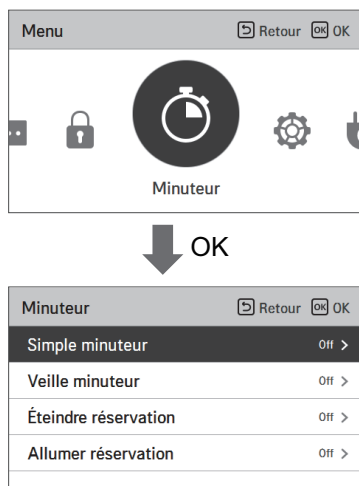 Menu Retour OK OK
Minuteur
OK
Minuteur Retour OK OK
Simple minuteur Off >
Veille minuteur Off >
Éteindre réservation Off >
Allumer réservation Off >